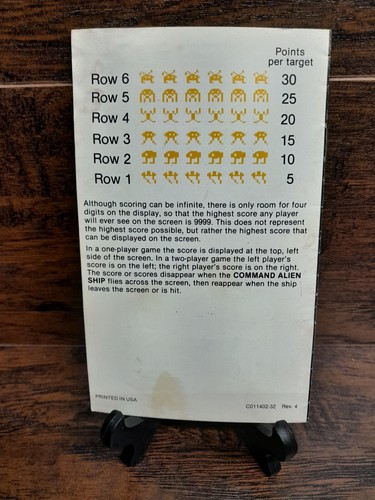 Points
per target
Row 6 30
Row 5 25
Row 4 20
Row 3 15
Row 2 10
Row 1 5
Although scoring can be infinite, there is only room for four
digits on the display, so that the highest score any player
will ever see on the screen is 9999. This does not represent
the highest score possible, but rather the highest score that
can be displayed on the screen.
In a one-player game the score is displayed at the top, left
side of the screen. In a two-player game the left player's
score is on the left; the right player's score is on the right.
The score or scores disappear when the COMMAND ALIEN
SHIP flies across the screen, then reappear when the ship
leaves the screen or is hit.
PRINTED IN USA
C011402-32 Rev. 4